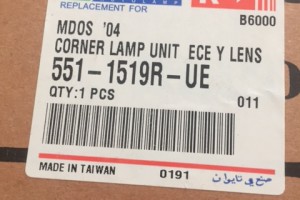 REPLACEMENT FOR
B6000
MDOS '04
CORNER LAMP UNIT ECE Y LENS
551-1519R-UE
QTY:1 PCS
011
MADE IN TAIWAN
0191
صنع في تايوان